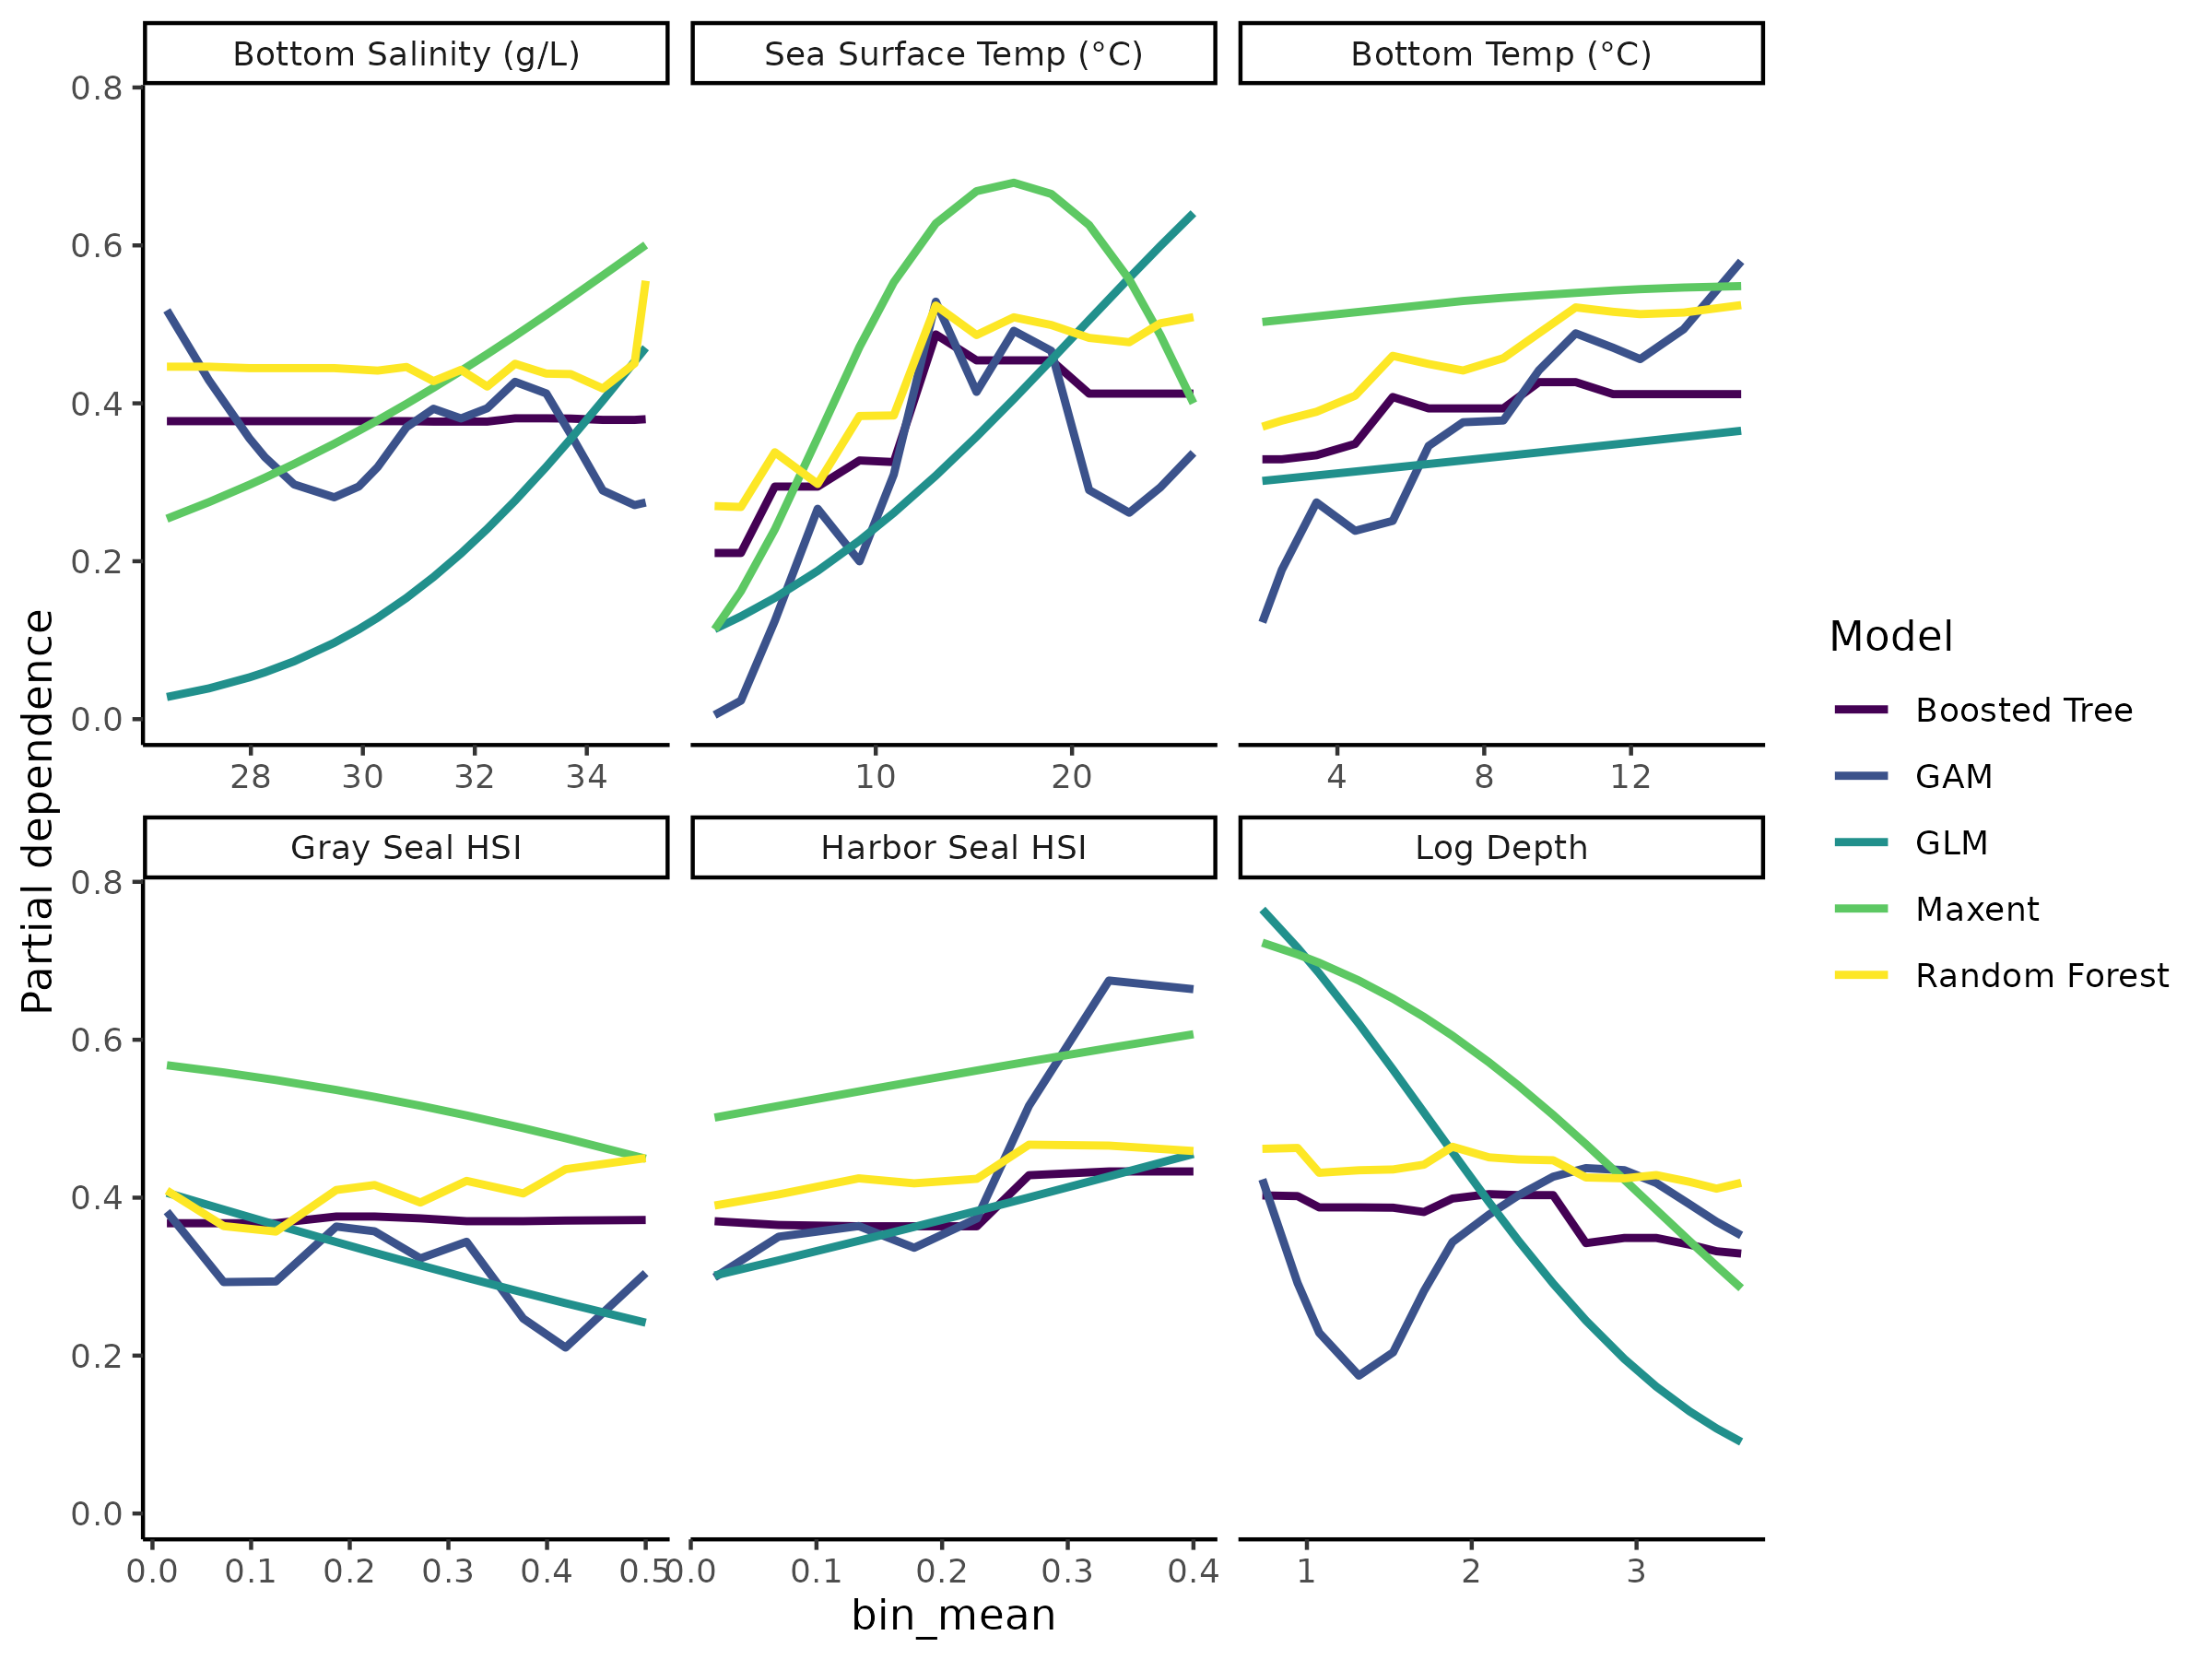 Bottom Salinity (g/L)
Sea Surface Temp (°C)
Bottom Temp (°C)
0.8
0.6
0.4
0.2
0.0
28 30 32 34
10 20
4 8 12
Gray Seal HSI
Harbor Seal HSI
Log Depth
0.8
0.6
0.4
0.2
0.0
0.0 0.1 0.2 0.3 0.4 0.5
0.0 0.1 0.2 0.3 0.4
1 2 3
Partial dependence
bin_mean
Model
Boosted Tree
GAM
GLM
Maxent
Random Forest